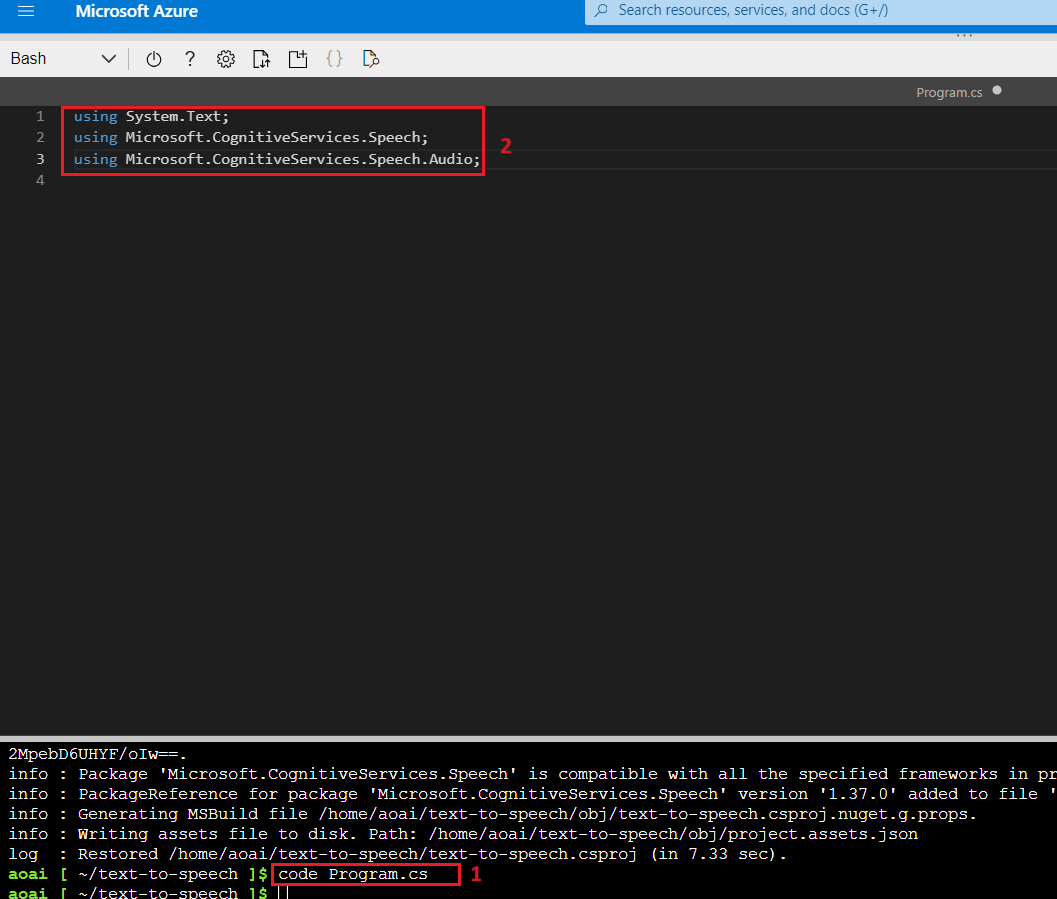 Microsoft Azure
Search resources, services, and docs (G+/)
Bash
?
{}
Program.cs
1 using System.Text;
2 using Microsoft.CognitiveServices.Speech;
3 using Microsoft.CognitiveServices.Speech.Audio;
2
4
2MpebD6UHYF/oIw==.
info : Package 'Microsoft.CognitiveServices.Speech' is compatible with all the specified frameworks in pr
info : PackageReference for package 'Microsoft.CognitiveServices.Speech' version '1.37.0' added to file '
info : Generating MSBuild file /home/aoai/text-to-speech/obj/text-to-speech.csproj.nuget.g.props.
info : Writing assets file to disk. Path: /home/aoai/text-to-speech/obj/project.assets.json
log  : Restored /home/aoai/text-to-speech/text-to-speech.csproj (in 7.33 sec).
aoai [ ~/text-to-speech ]$ code Program.cs 1
aoai [ ~/text-to-speech ]$